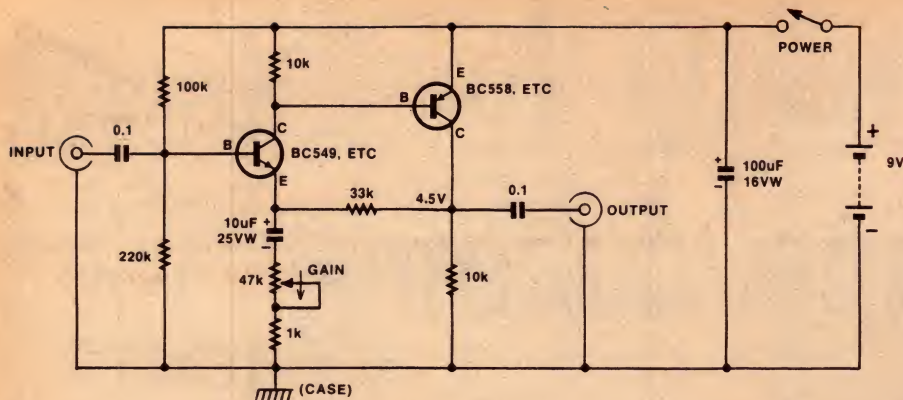 POWER
10k
E
BC558, ETC
100k
B
C
0.1
C
INPUT
B
BC549, ETC
+
9V
+
100uF
16VW
-
E
33k
4.5V
0.1
OUTPUT
10uF
25VW
+
-
220k
GAIN
47k
10k
-
1k
(CASE)